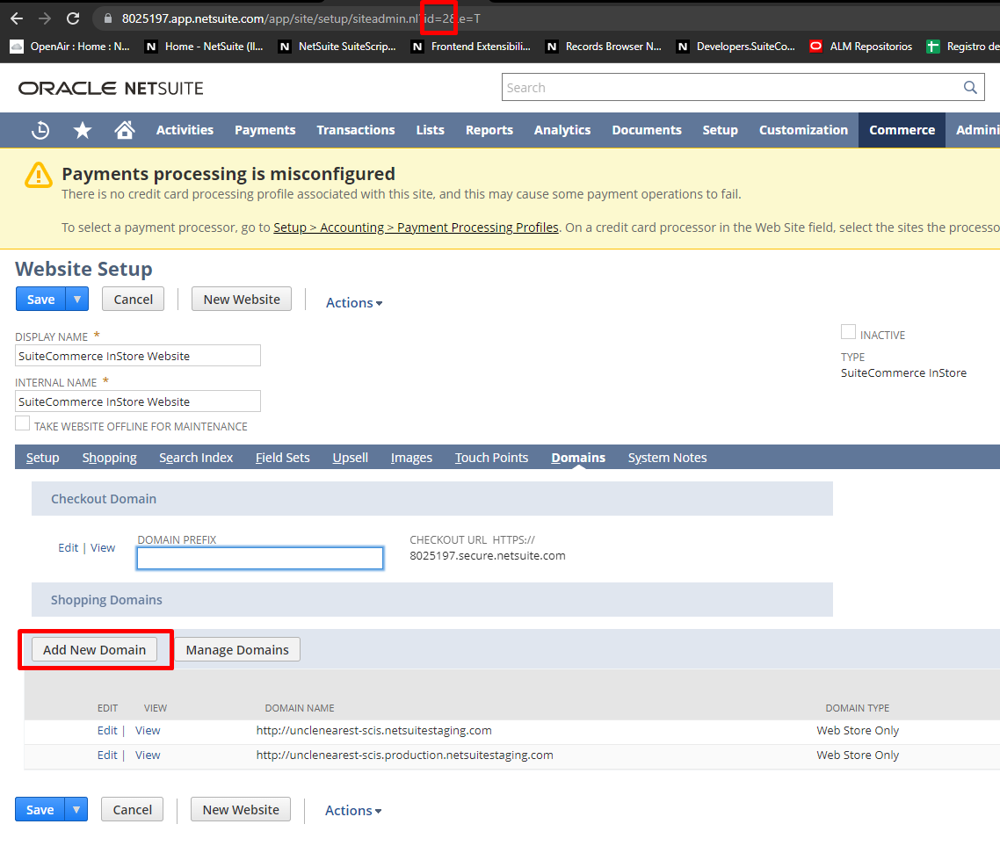 8025197.app.netsuite.com/app/site/setup/siteadmin.nl?id=2&e=T
OpenAir : Home : N...
N Home - NetSuite (II...
N NetSuite SuiteScrip...
N Frontend Extensibili...
N Records Browser N...
N Developers.SuiteCo...
ALM Repositorios
Registro de
ORACLE NETSUITE
Search
Activities Payments Transactions Lists Reports Analytics Documents Setup Customization Commerce Admini
Payments processing is misconfigured
There is no credit card processing profile associated with this site, and this may cause some payment operations to fail.
To select a payment processor, go to Setup > Accounting > Payment Processing Profiles. On a credit card processor in the Web Site field, select the sites the processo
Website Setup
Save Cancel New Website Actions
DISPLAY NAME *
SuiteCommerce InStore Website
INACTIVE
TYPE
SuiteCommerce InStore
INTERNAL NAME *
SuiteCommerce InStore Website
TAKE WEBSITE OFFLINE FOR MAINTENANCE
Setup Shopping Search Index Field Sets Upsell Images Touch Points Domains System Notes
Checkout Domain
Edit | View
DOMAIN PREFIX
CHECKOUT URL HTTPS://
8025197.secure.netsuite.com
Shopping Domains
Add New Domain Manage Domains
EDIT VIEW DOMAIN NAME DOMAIN TYPE
Edit | View http://unclenearest-scis.netsuitestaging.com Web Store Only
Edit | View http://unclenearest-scis.production.netsuitestaging.com Web Store Only
Save Cancel New Website Actions